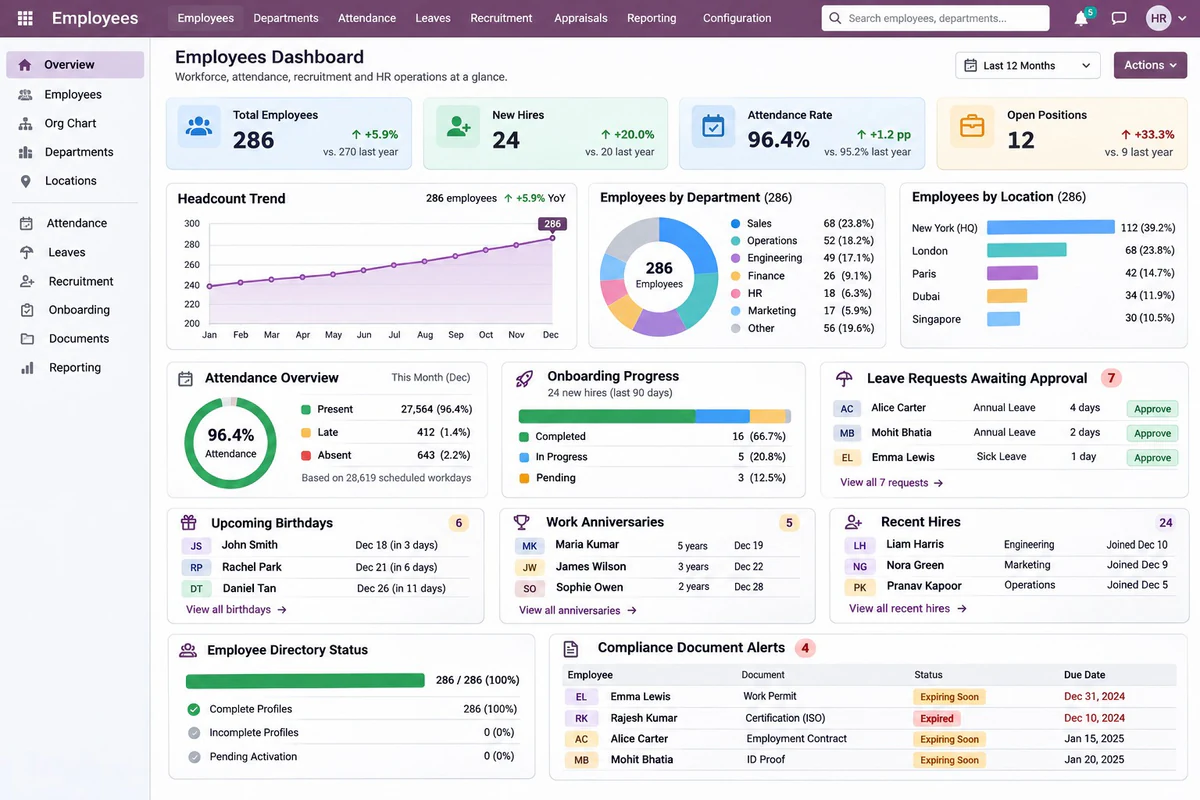 Employees
Employees Departments Attendance Leaves Recruitment Appraisals Reporting Configuration
Search employees, departments...
5
HR
Overview
Employees
Org Chart
Departments
Locations
Attendance
Leaves
Recruitment
Onboarding
Documents
Reporting
Employees Dashboard
Workforce, attendance, recruitment and HR operations at a glance.
Last 12 Months
Actions
Total Employees
286
+5.9%
vs. 270 last year
New Hires
24
+20.0%
vs. 20 last year
Attendance Rate
96.4%
+1.2 pp
vs. 95.2% last year
Open Positions
12
+33.3%
vs. 9 last year
Headcount Trend
286 employees ↑ +5.9% YoY
286
300
280
260
240
220
200
Jan Feb Mar Apr May Jun Jul Aug Sep Oct Nov Dec
Employees by Department (286)
286
Employees
Sales 68 (23.8%)
Operations 52 (18.2%)
Engineering 49 (17.1%)
Finance 26 (9.1%)
HR 18 (6.3%)
Marketing 17 (5.9%)
Other 56 (19.6%)
Employees by Location (286)
New York (HQ) 112 (39.2%)
London 68 (23.8%)
Paris 42 (14.7%)
Dubai 34 (11.9%)
Singapore 30 (10.5%)
Attendance Overview
This Month (Dec)
96.4%
Attendance
Present 27,564 (96.4%)
Late 412 (1.4%)
Absent 643 (2.2%)
Based on 28,619 scheduled workdays
Onboarding Progress
24 new hires (last 90 days)
Completed 16 (66.7%)
In Progress 5 (20.8%)
Pending 3 (12.5%)
Leave Requests Awaiting Approval 7
AC Alice Carter Annual Leave 4 days Approve
MB Mohit Bhatia Annual Leave 2 days Approve
EL Emma Lewis Sick Leave 1 day Approve
View all 7 requests →
Upcoming Birthdays 6
JS John Smith Dec 18 (in 3 days)
RP Rachel Park Dec 21 (in 6 days)
DT Daniel Tan Dec 26 (in 11 days)
View all birthdays →
Work Anniversaries 5
MK Maria Kumar 5 years Dec 19
JW James Wilson 3 years Dec 22
SO Sophie Owen 2 years Dec 28
View all anniversaries →
Recent Hires 24
LH Liam Harris Engineering Joined Dec 10
NG Nora Green Marketing Joined Dec 9
PK Pranav Kapoor Operations Joined Dec 5
View all recent hires →
Employee Directory Status
286 / 286 (100%)
Complete Profiles 286 (100%)
Incomplete Profiles 0 (0%)
Pending Activation 0 (0%)
Compliance Document Alerts 4
Employee Document Status Due Date
EL Emma Lewis Work Permit Expiring Soon Dec 31, 2024
RK Rajesh Kumar Certification (ISO) Expired Dec 10, 2024
AC Alice Carter Employment Contract Expiring Soon Jan 15, 2025
MB Mohit Bhatia ID Proof Expiring Soon Jan 20, 2025